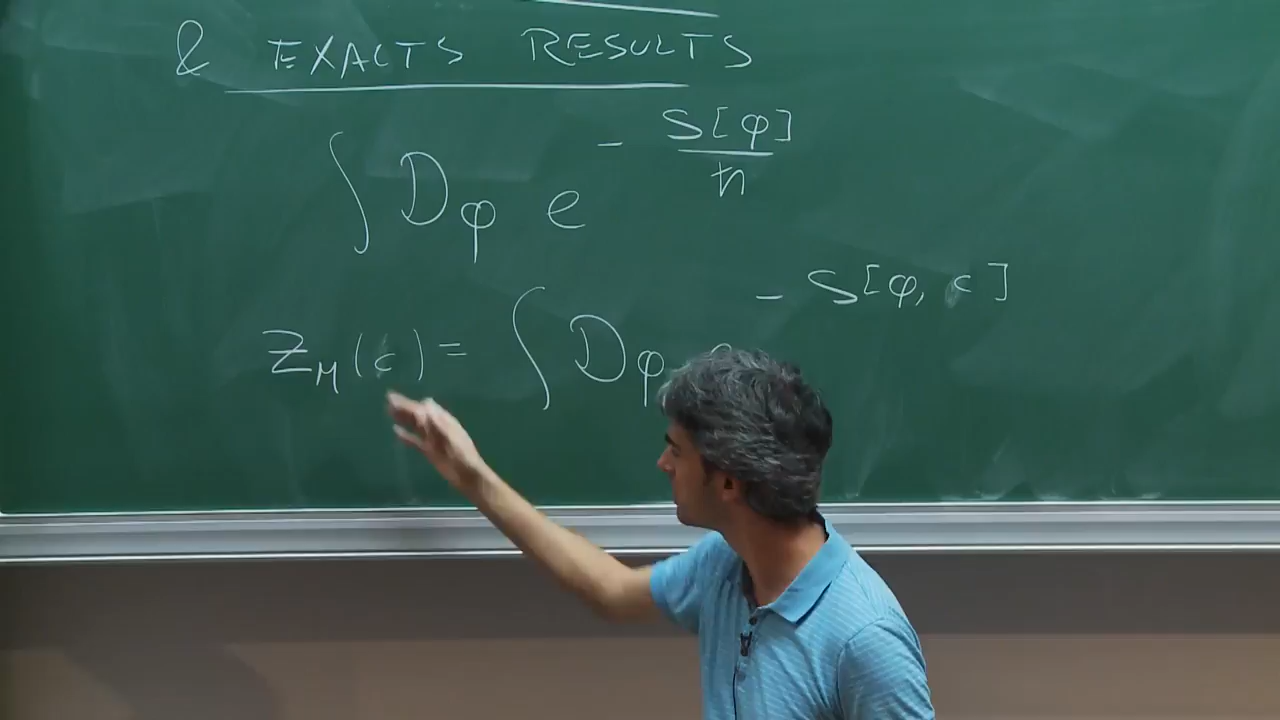 & EXACTS RESULTS
∫ Dφ e^{- S[φ]/ħ}
Z_M(c) = ∫ Dφ e^{- S[φ, c]}